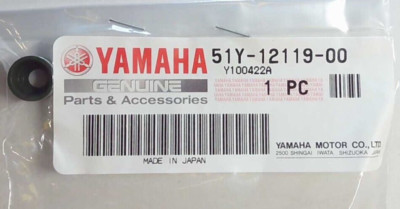 YAMAHA 51Y-12119-00
Y100422A
GENUINE
Parts & Accessories
1 PC
MADE IN JAPAN
YAMAHA MOTOR CO., LTD
2500 SHINGAI IWATA SHIZUOKA JAPAN